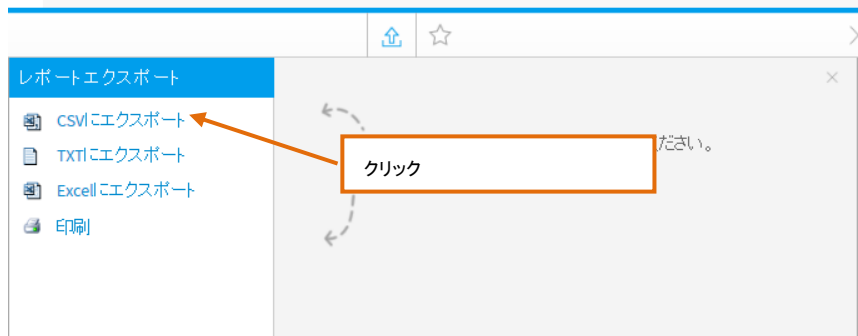 レポートエクスポート
CSVにエクスポート
TXTにエクスポート
Excelにエクスポート
印刷
ださい。
クリック